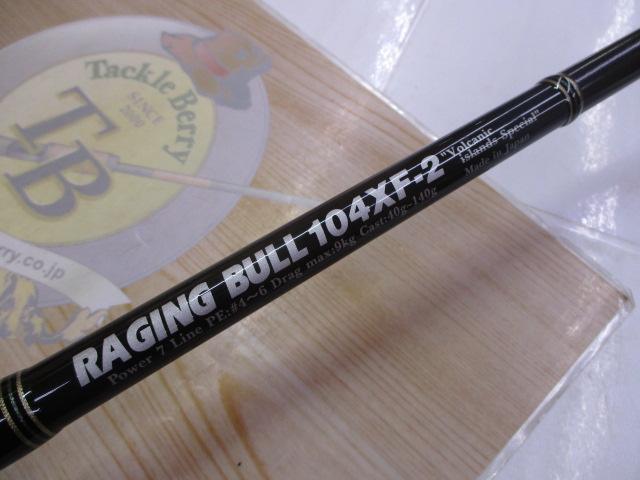 Tackle Berry
SINCE
2000
TB
rry.co.jp
RAGING BULL 104XF-2
"Volcanic
Islands Special"
Power 7 Line PE:#4～6 Drag max:9kg Cast:40g~140g
Made in Japan